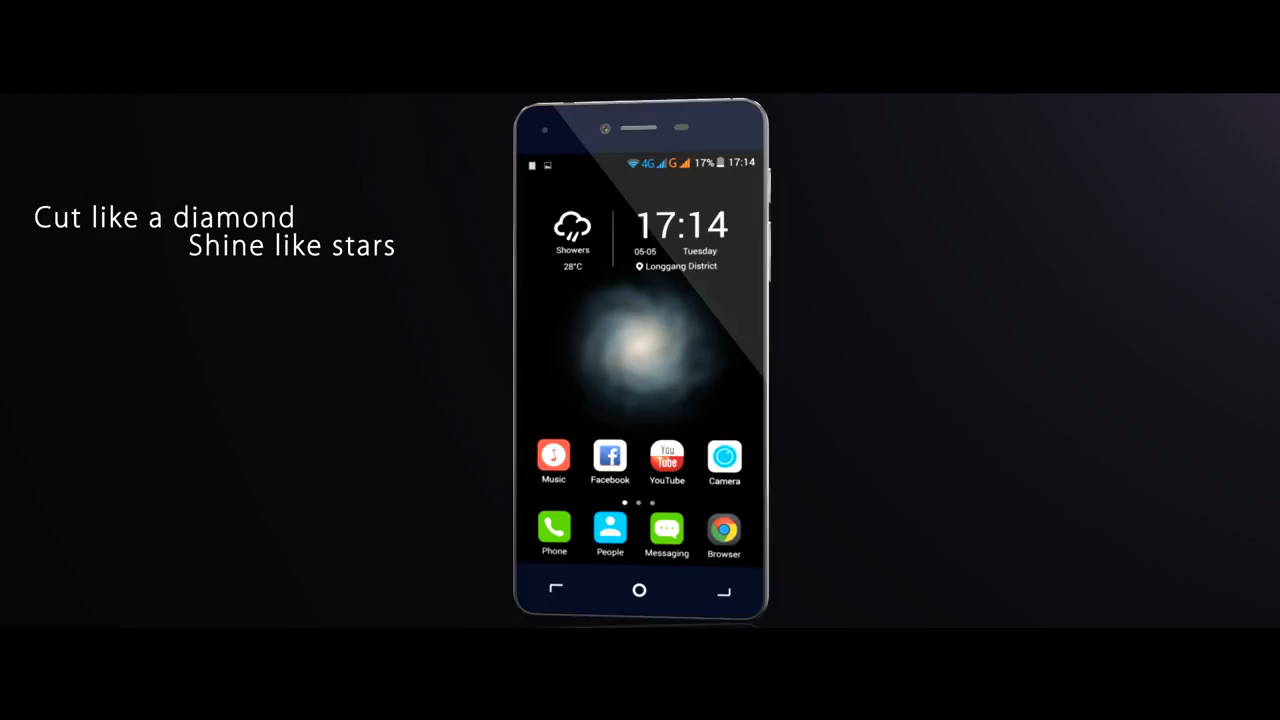 Cut like a diamond
Shine like stars
4G G 17% 17:14
17:14
Showers
05-05 Tuesday
28°C
Longgang District
You
Tube
Music Facebook YouTube Camera
Phone People Messaging Browser